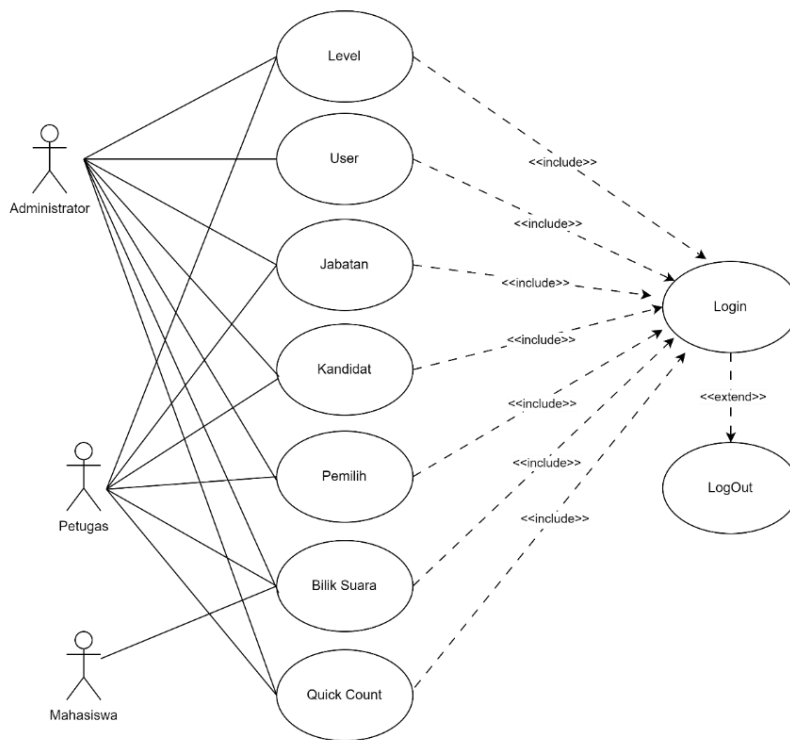 Level
<<include>>
User
Administrator
<<include>>
Jabatan
<<include>>
Login
Kandidat
<<include>>
<<include>>
<<extend>>
Pemilih
<<include>>
LogOut
Petugas
<<include>>
Bilik Suara
Quick Count
Mahasiswa